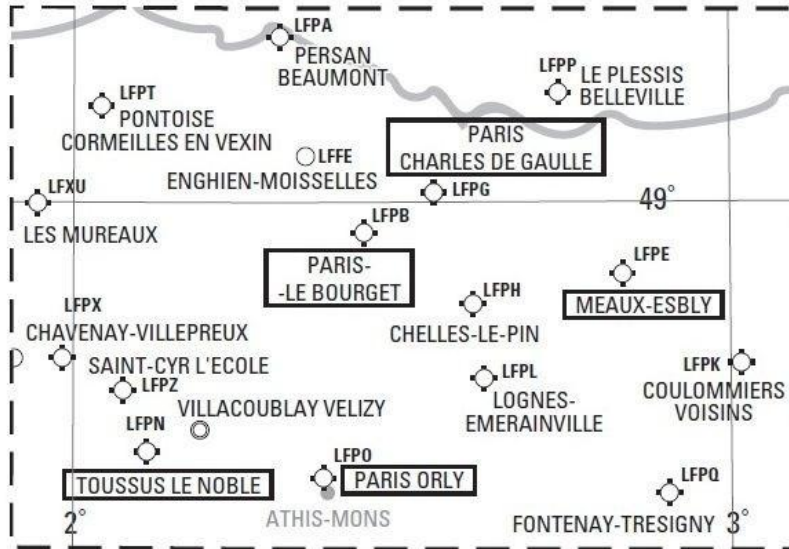 LFPA
PERSAN
BEAUMONT
LFPP
LE PLESSIS
BELLEVILLE
LFPT
PONTOISE
CORMEILLES EN VEXIN
PARIS
CHARLES DE GAULLE
LFFE
ENGHIEN-MOISSELLES
LFPG
LFXU
49°
LES MUREAUX
LFPB
PARIS-
-LE BOURGET
LFPE
MEAUX-ESBLY
LFPH
CHELLES-LE-PIN
LFPX
CHAVENAY-VILLEPREUX
SAINT-CYR L'ECOLE
LFPZ
LFPL
LOGNES-
EMERAINVILLE
LFPK
COULOMMIERS
VOISINS
VILLACOUBLAY VELIZY
LFPN
TOUSSUS LE NOBLE
LFPO
PARIS ORLY
LFPQ
2°
ATHIS-MONS
FONTENAY-TRESIGNY
3°